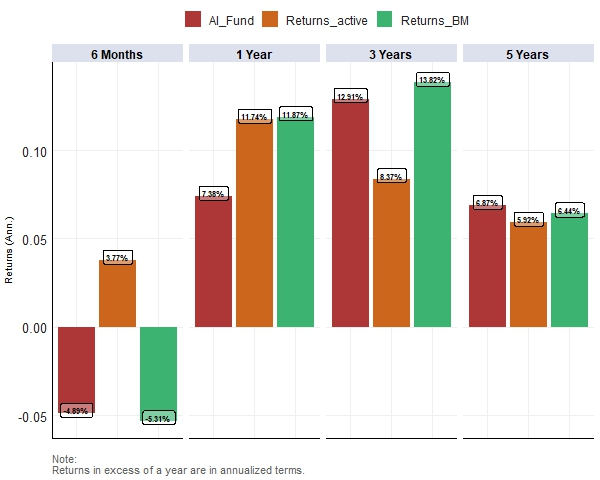 AI_Fund Returns_active Returns_BM
6 Months 1 Year 3 Years 5 Years
13.82%
12.91%
11.74% 11.87%
0.10
8.37%
7.38%
6.87% 5.92% 6.44%
0.05
3.77%
Returns (Ann.)
0.00
-4.89% -5.31%
-0.05
Note:
Returns in excess of a year are in annualized terms.